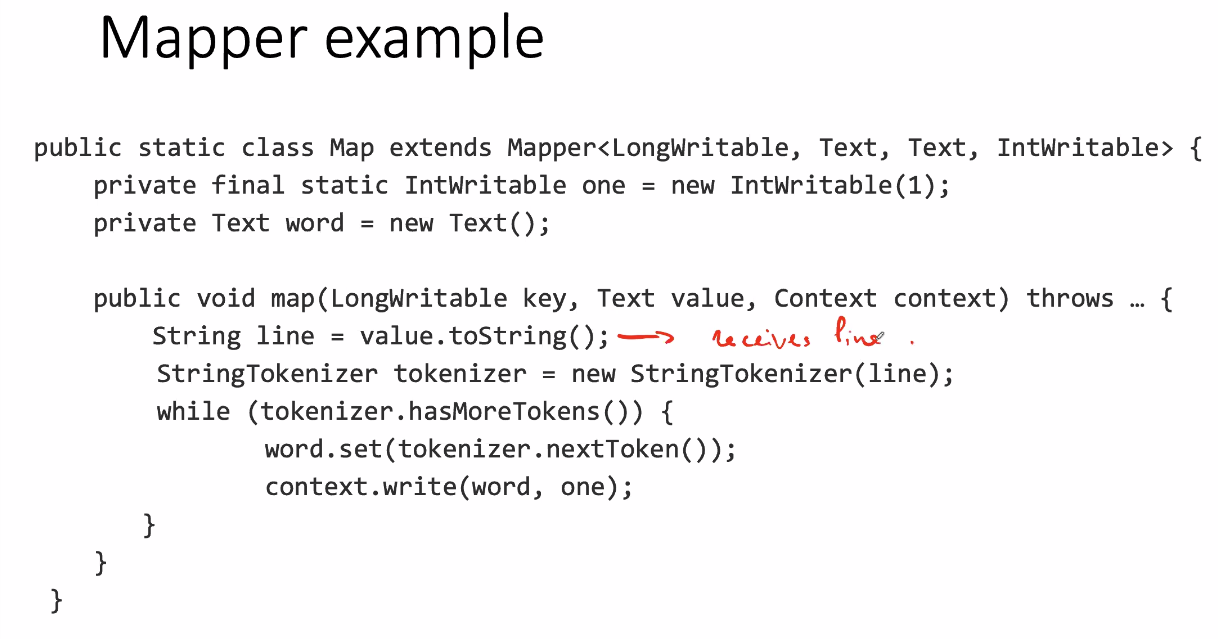 Mapper example
public static class Map extends Mapper<LongWritable, Text, Text, IntWritable> {
private final static IntWritable one = new IntWritable(1);
private Text word = new Text();
public void map(LongWritable key, Text value, Context context) throws … {
String line = value.toString(); → receives line .
StringTokenizer tokenizer = new StringTokenizer(line);
while (tokenizer.hasMoreTokens()) {
word.set(tokenizer.nextToken());
context.write(word, one);
}
}
}